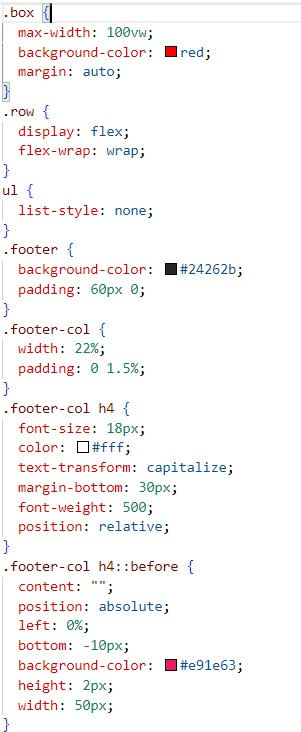 .box {
  max-width: 100vw;
  background-color: red;
  margin: auto;
}
.row {
  display: flex;
  flex-wrap: wrap;
}
ul {
  list-style: none;
}
.footer {
  background-color: #24262b;
  padding: 60px 0;
}
.footer-col {
  width: 22%;
  padding: 0 1.5%;
}
.footer-col h4 {
  font-size: 18px;
  color: #fff;
  text-transform: capitalize;
  margin-bottom: 30px;
  font-weight: 500;
  position: relative;
}
.footer-col h4::before {
  content: "";
  position: absolute;
  left: 0%;
  bottom: -10px;
  background-color: #e91e63;
  height: 2px;
  width: 50px;
}